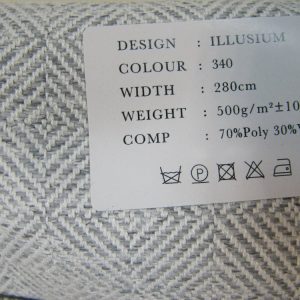 DESIGN : ILLUSIUM
COLOUR : 340
WIDTH : 280cm
WEIGHT : 500g/m²±10
COMP : 70%Poly 30%